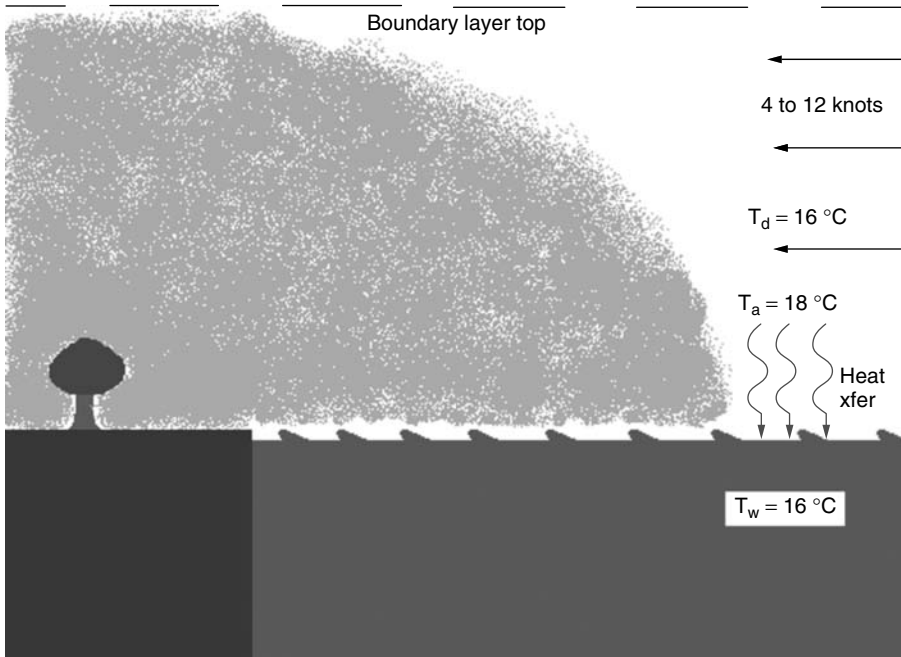 Boundary layer top
4 to 12 knots
T_d = 16 °C
T_a = 18 °C
Heat
xfer
T_w = 16 °C